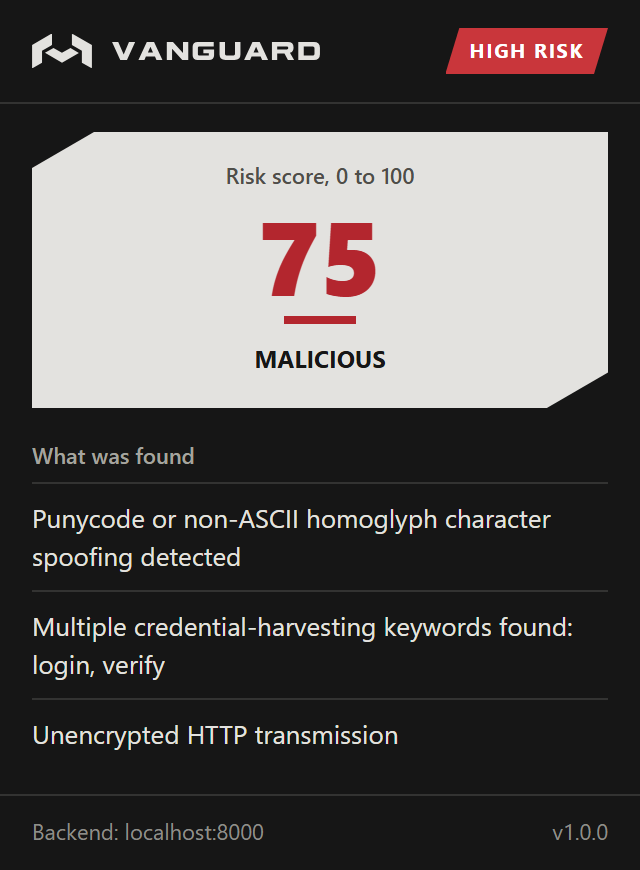 VANGUARD
HIGH RISK
Risk score, 0 to 100
75
MALICIOUS
What was found
Punycode or non-ASCII homoglyph character
spoofing detected
Multiple credential-harvesting keywords found:
login, verify
Unencrypted HTTP transmission
Backend: localhost:8000
v1.0.0